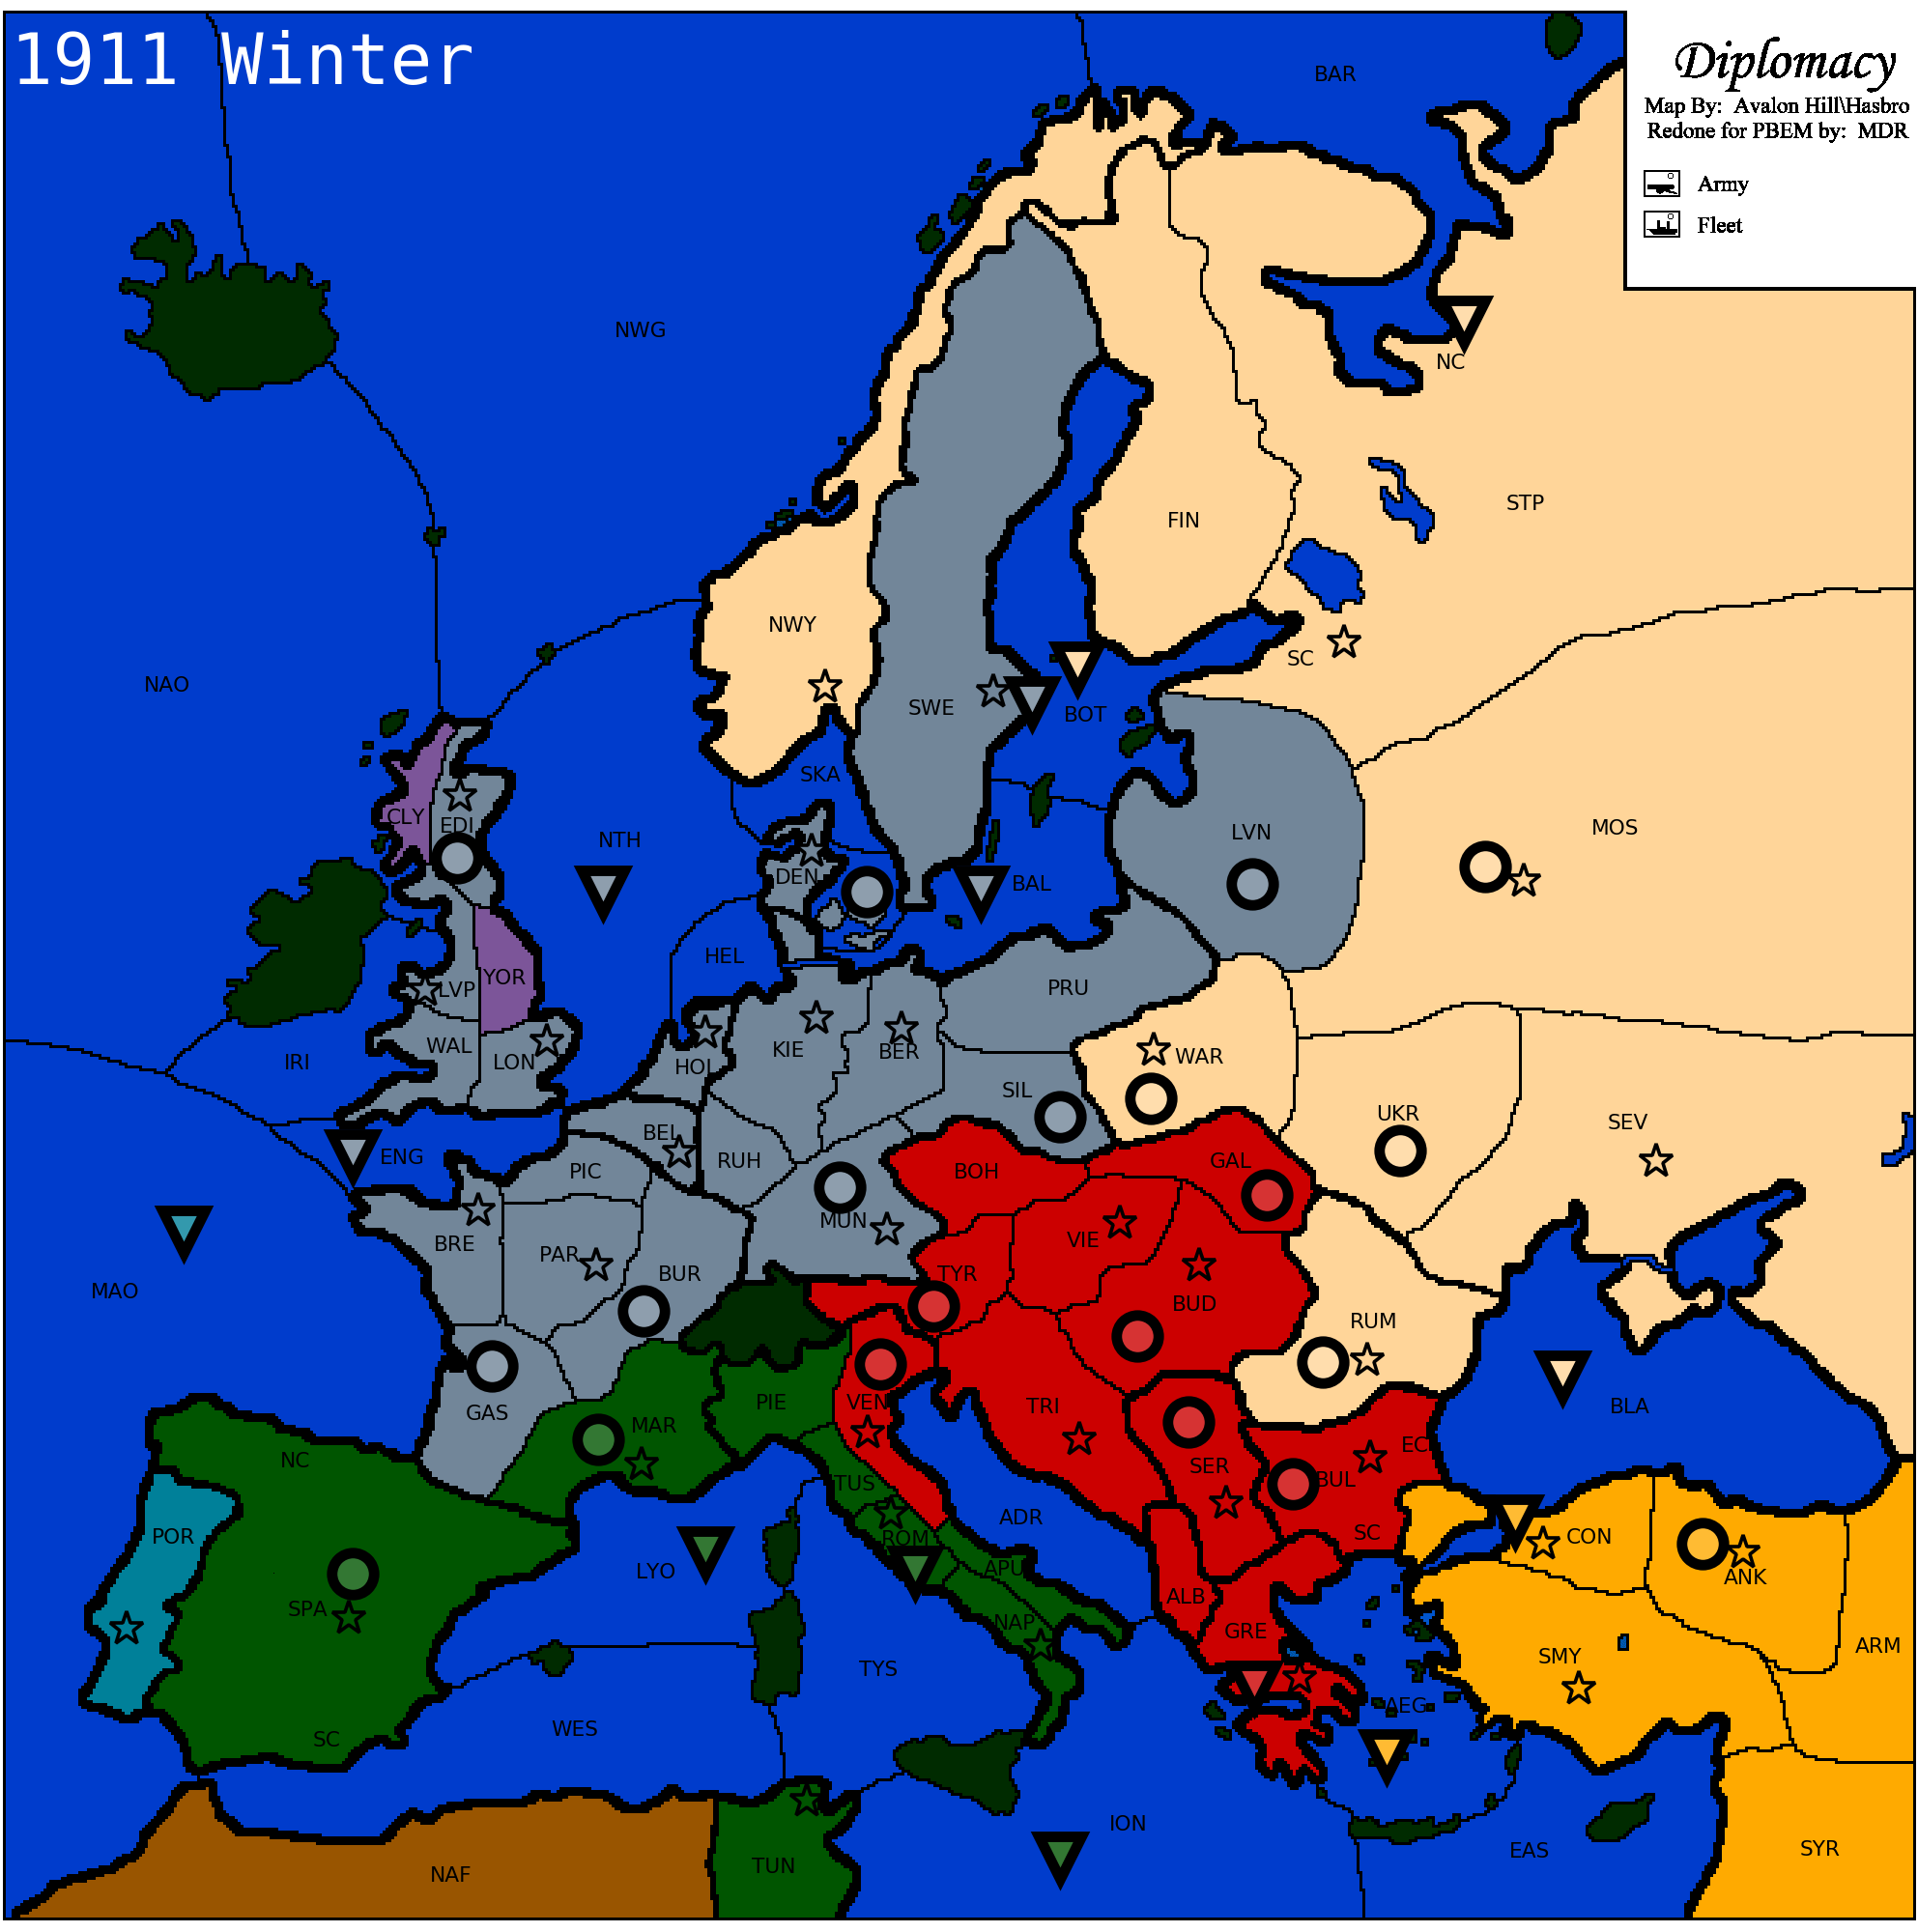 1911 Winter
Diplomacy
Map By: Avalon Hill\Hasbro
Redone for PBEM by: MDR
Army
Fleet
BAR
NWG
NC
STP
FIN
NWY
SC
NAO
SWE
BOT
SKA
CLY
EDI
NTH
LVN
MOS
DEN
BAL
HEL
YOR
LVP
PRU
WAL
LON
IRI
HOL
KIE
BER
WAR
SIL
UKR
SEV
BEL
ENG
PIC
RUH
BOH
GAL
MUN
BRE
PAR
BUR
VIE
TYR
BUD
MAO
RUM
GAS
MAR
PIE
VEN
TRI
BLA
NC
EC
TUS
SER
BUL
ADR
POR
ROM
SC
CON
LYO
APU
ANK
SPA
NAP
ALB
GRE
SMY
ARM
TYS
AEG
WES
SC
ION
EAS
SYR
NAF
TUN